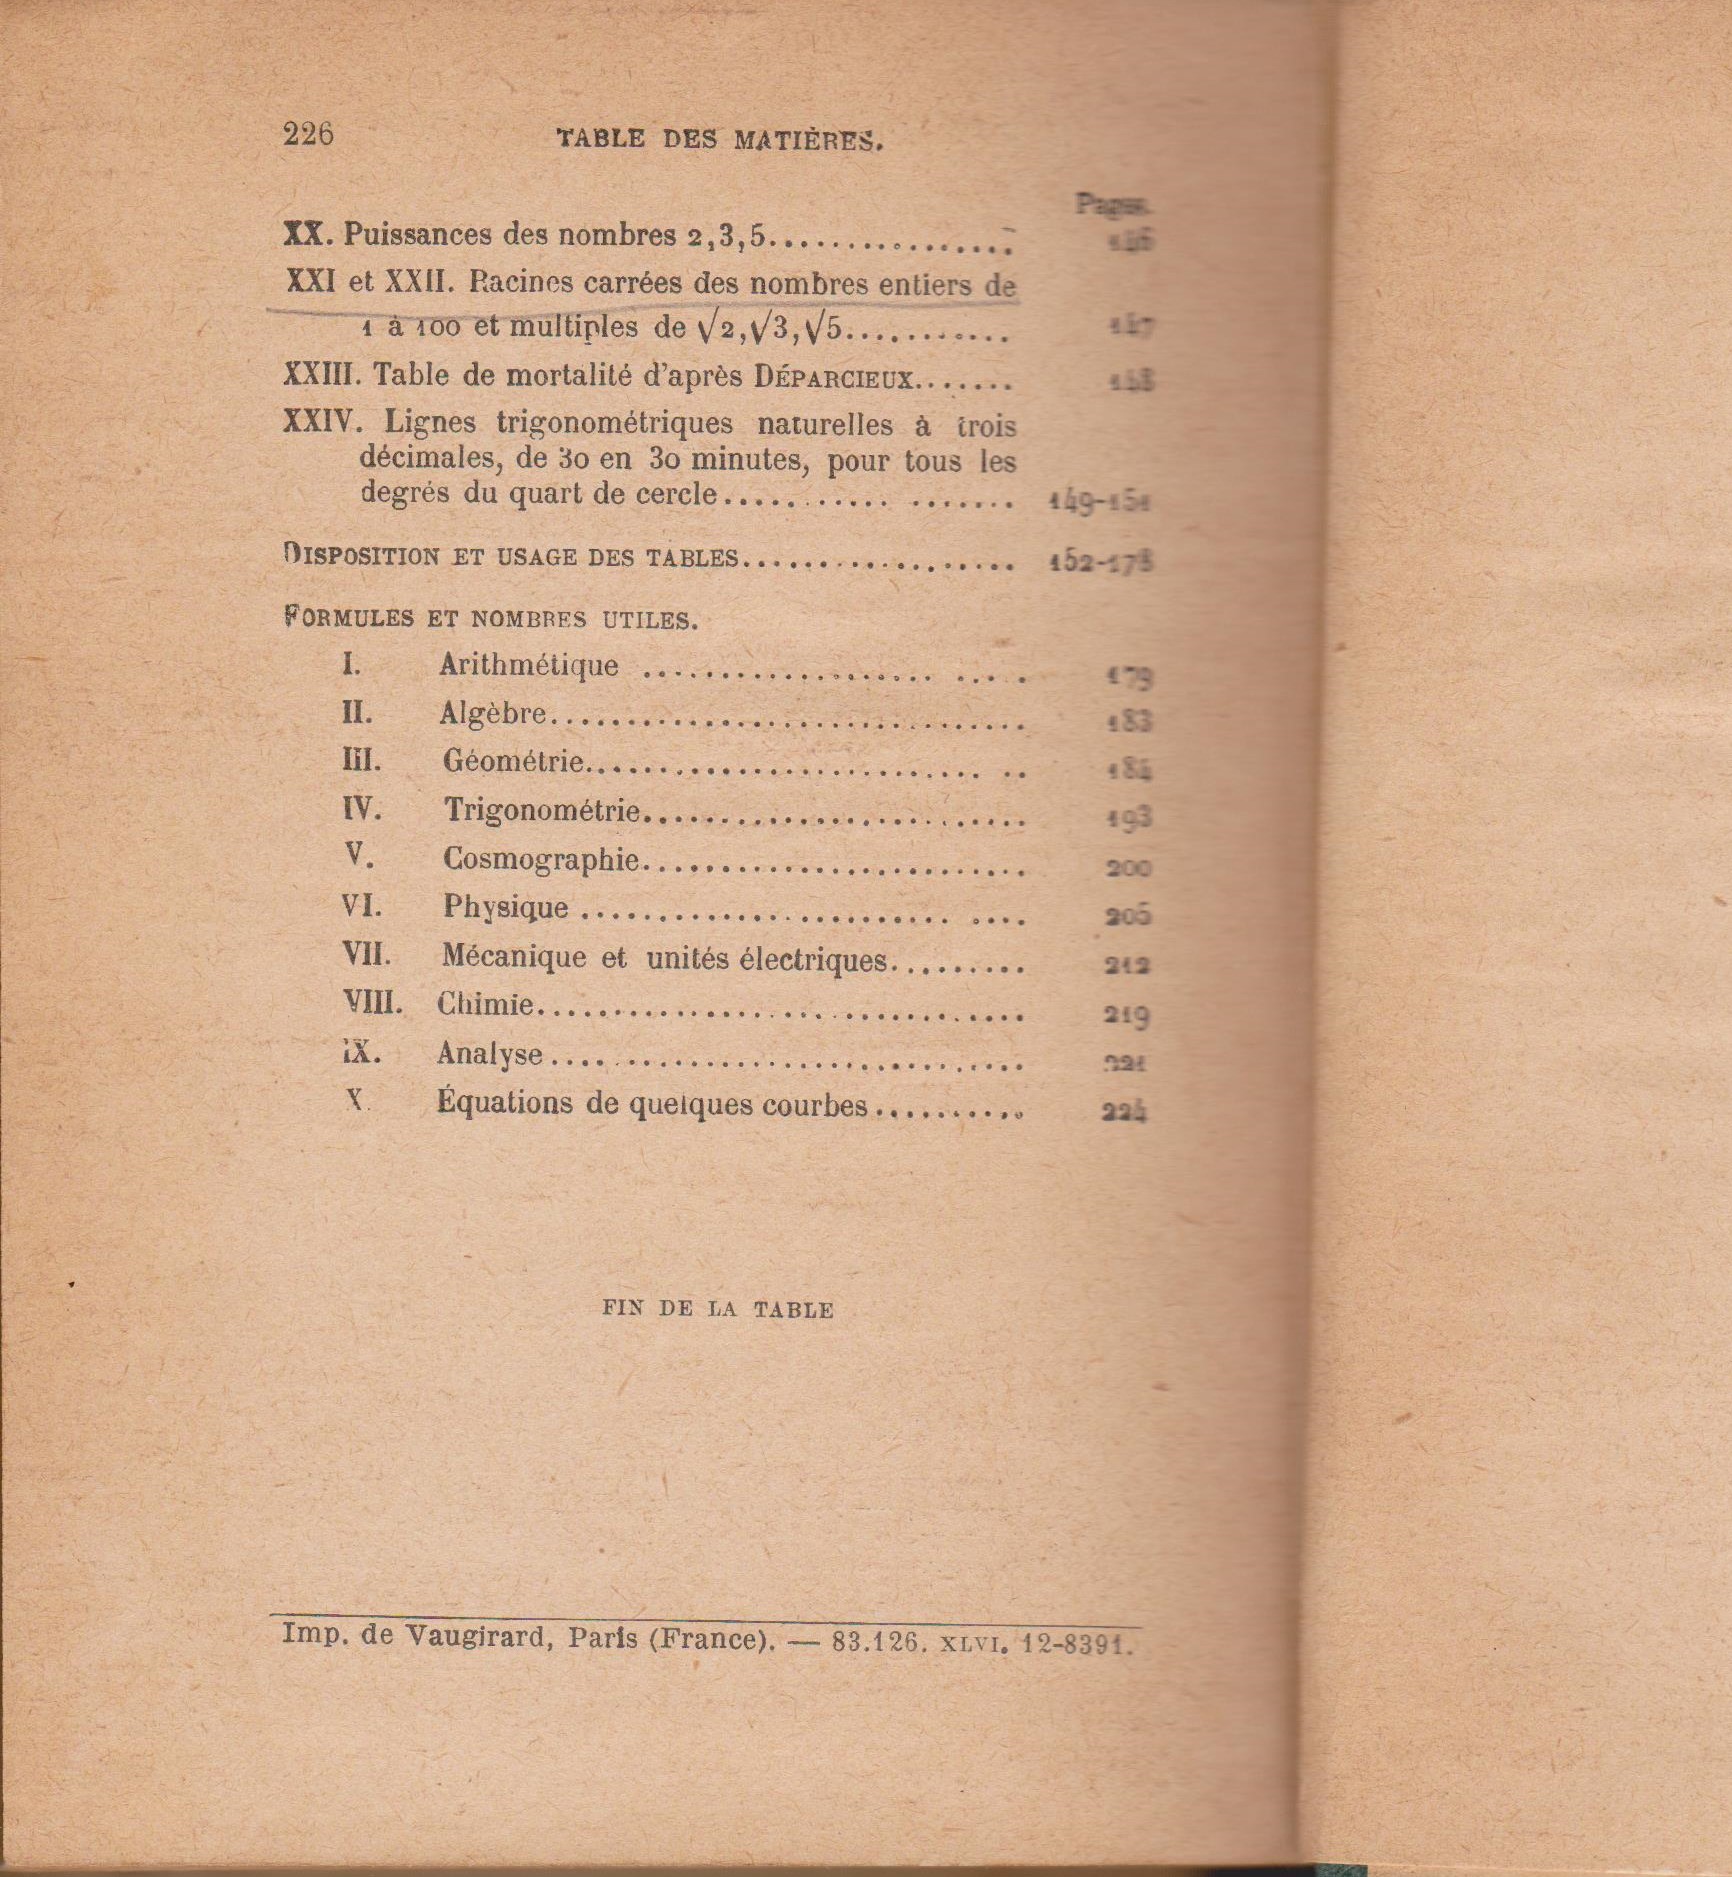 226 TABLE DES MATIÈRES.
Pages.
XX. Puissances des nombres 2,3,5................ 146
XXI et XXII. Racines carrées des nombres entiers de
1 à 100 et multiples de √2,√3,√5........... 147
XXIII. Table de mortalité d'après DÉPARCIEUX....... 148
XXIV. Lignes trigonométriques naturelles à trois
décimales, de 30 en 30 minutes, pour tous les
degrés du quart de cercle........... ....... 149-151
DISPOSITION ET USAGE DES TABLES.................. 152-178
FORMULES ET NOMBRES UTILES.
I. Arithmétique ................... .... 179
II. Algèbre............................... 183
III. Géométrie.......................... .. 184
IV. Trigonométrie......................... 193
V. Cosmographie......................... 200
VI. Physique ........................ .... 205
VII. Mécanique et unités électriques......... 212
VIII. Chimie................................ 219
IX. Analyse............................... 221
X. Équations de quelques courbes.......... 224
FIN DE LA TABLE
Imp. de Vaugirard, Paris (France). — 83.126. XLVI. 12-8391.